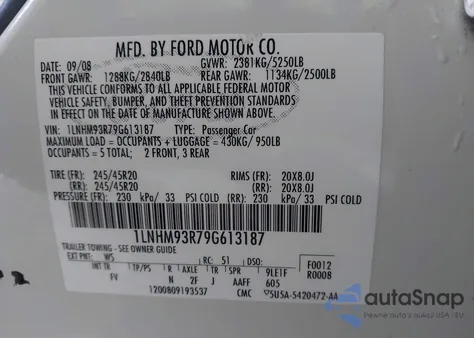 MFD. BY FORD MOTOR CO.
DATE: 09/08 GVWR: 2381KG/5250LB
FRONT GAWR: 1288KG/2840LB REAR GAWR: 1134KG/2500LB
THIS VEHICLE CONFORMS TO ALL APPLICABLE FEDERAL MOTOR
VEHICLE SAFETY, BUMPER, AND THEFT PREVENTION STANDARDS
IN EFFECT ON THE DATE OF MANUFACTURE SHOWN ABOVE.
VIN: 1LNHM93R79G613187 TYPE: Passenger Car
MAXIMUM LOAD = OCCUPANTS + LUGGAGE = 430KG/950LB
OCCUPANTS = 5 TOTAL; 2 FRONT, 3 REAR
TIRE (FR): 245/45R20 RIMS (FR): 20X8.0J
(RR): 245/45R20 (RR): 20X8.0J
PRESSURE (FR): 230 kPa/ 33 PSI COLD (RR): 230 kPa/ 33 PSI COLD
1LNHM93R79G613187
TRAILER TOWING - SEE OWNER GUIDE
EXT PNT: WS RC: 51 DSO: F0012
INT TR TP/PS R AXLE TR SPR 9LE1F R0008
FV N 2F J AAFF 605
1200809193537 CMC 5U5A-5420472-AA
autoSnap